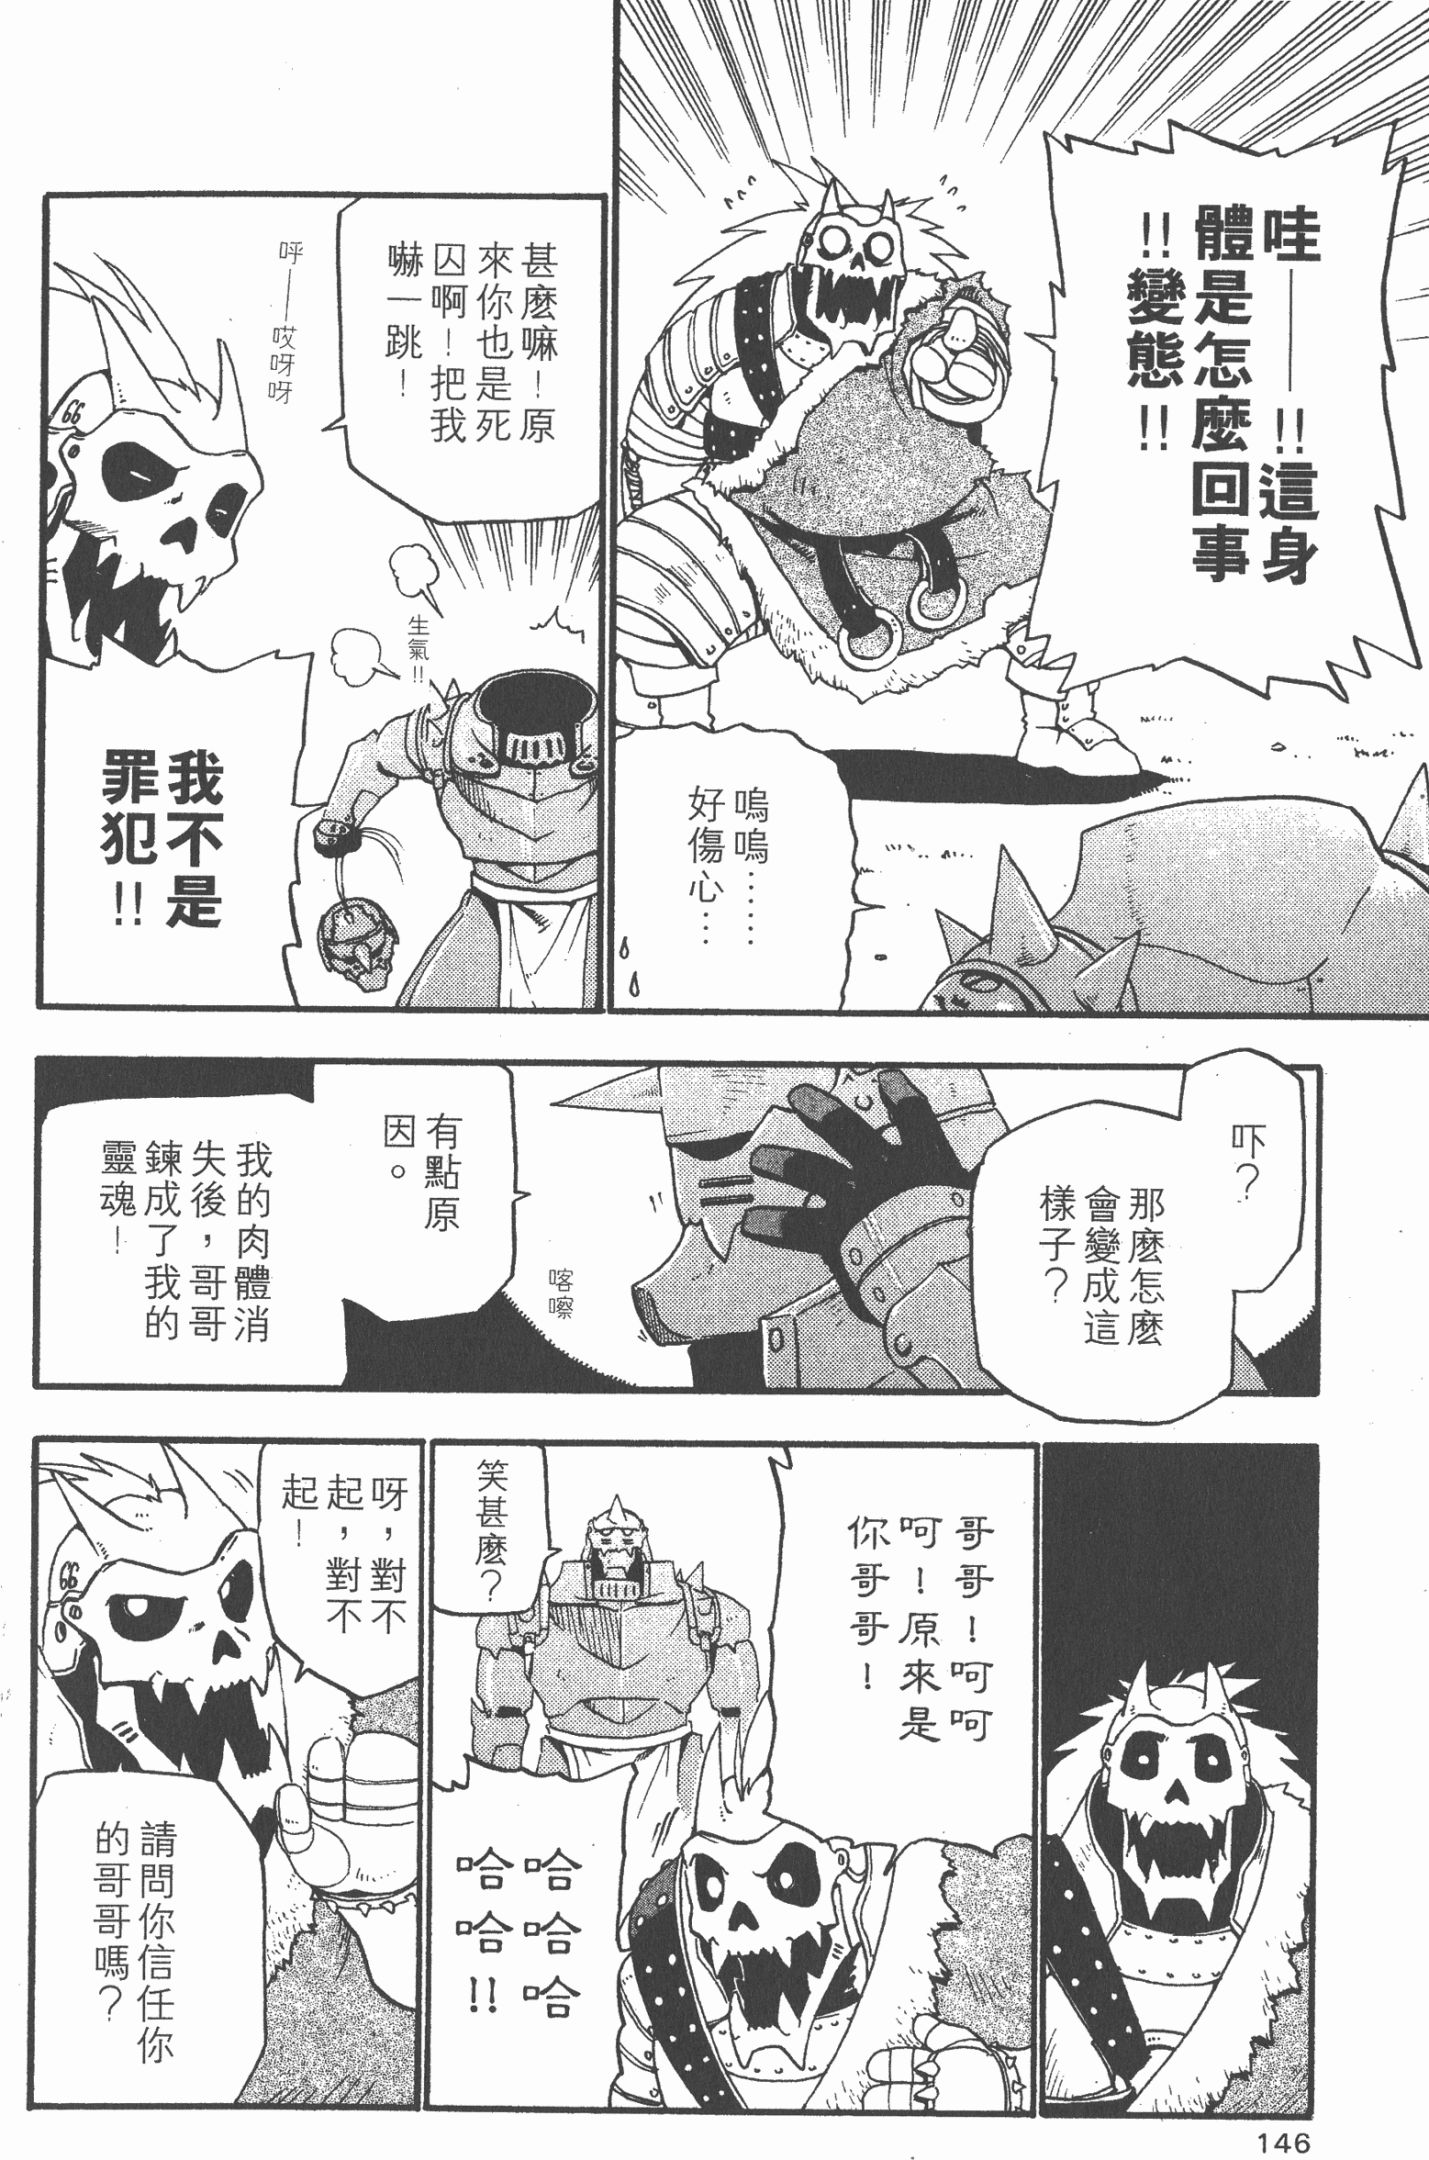 哇——!!這身
體是怎麼回事
!!變態!!
嗚嗚……
好傷心…
甚麼嘛！原
來你也是死
囚啊！把我
嚇一跳！
呼——哎呀呀
生氣!!
我不是
罪犯!!
66
吓？
那麼怎麼
會變成這
樣子？
喀嚓
有點原
因。
我的肉體消
失後，哥哥
鍊成了我的
靈魂！
哥哥！呵呵
呵！原來是
你哥哥！
笑甚麼？
哈哈哈
哈哈!!
呀，對不
起，對不
起！
66
請問你信任你
的哥哥嗎？
146